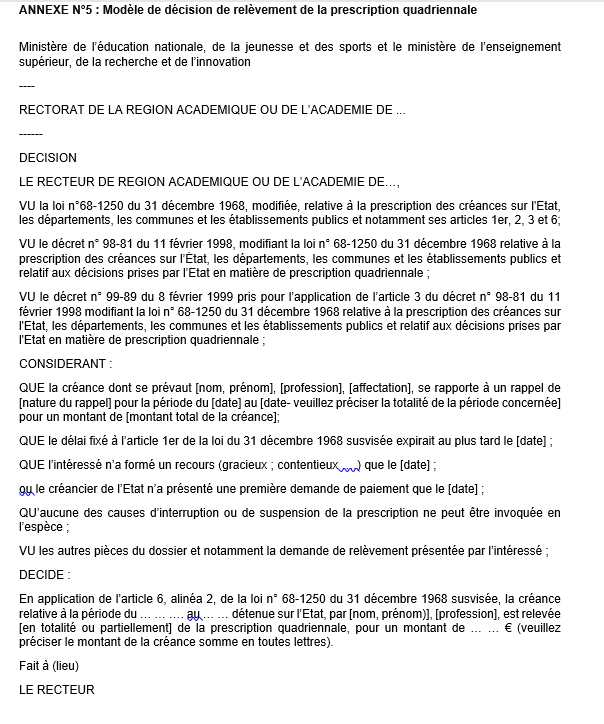 ANNEXE N°5 : Modèle de décision de relèvement de la prescription quadriennale
Ministère de l'éducation nationale, de la jeunesse et des sports et le ministère de l'enseignement
supérieur, de la recherche et de l'innovation
----
RECTORAT DE LA REGION ACADEMIQUE OU DE L'ACADEMIE DE ...
------
DECISION
LE RECTEUR DE REGION ACADEMIQUE OU DE L'ACADEMIE DE...,
VU la loi n°68-1250 du 31 décembre 1968, modifiée, relative à la prescription des créances sur l'Etat,
les départements, les communes et les établissements publics et notamment ses articles 1er, 2, 3 et 6;
VU le décret n° 98-81 du 11 février 1998, modifiant la loi n° 68-1250 du 31 décembre 1968 relative à la
prescription des créances sur l'État, les départements, les communes et les établissements publics et
relatif aux décisions prises par l'Etat en matière de prescription quadriennale ;
VU le décret n° 99-89 du 8 février 1999 pris pour l'application de l'article 3 du décret n° 98-81 du 11
février 1998 modifiant la loi n° 68-1250 du 31 décembre 1968 relative à la prescription des créances sur
l'Etat, les départements, les communes et les établissements publics et relatif aux décisions prises par
l'Etat en matière de prescription quadriennale ;
CONSIDERANT :
QUE la créance dont se prévaut [nom, prénom], [profession], [affectation], se rapporte à un rappel de
[nature du rappel] pour la période du [date] au [date- veuillez préciser la totalité de la période concernée]
pour un montant de [montant total de la créance];
QUE le délai fixé à l'article 1er de la loi du 31 décembre 1968 susvisée expirait au plus tard le [date] ;
QUE l'intéressé n'a formé un recours (gracieux ; contentieux ....) que le [date] ;
ou le créancier de l'Etat n'a présenté une première demande de paiement que le [date] ;
QU'aucune des causes d'interruption ou de suspension de la prescription ne peut être invoquée en
l'espèce ;
VU les autres pièces du dossier et notamment la demande de relèvement présentée par l'intéressé ;
DECIDE :
En application de l'article 6, alinéa 2, de la loi n° 68-1250 du 31 décembre 1968 susvisée, la créance
relative à la période du ... ... .... au ... ... détenue sur l'Etat, par [nom, prénom)], [profession], est relevée
[en totalité ou partiellement] de la prescription quadriennale, pour un montant de ... ... € (veuillez
préciser le montant de la créance somme en toutes lettres).
Fait à (lieu)
LE RECTEUR